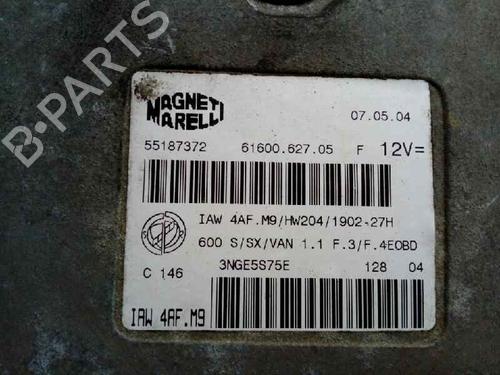 MAGNETI
MARELLI
07.05.04
55187372 61600.627.05 F 12V=
IAW 4AF.M9/HW204/1902-27H
600 S/SX/VAN 1.1 F.3/F.4EOBD
C 146 3NGE5S75E 128 04
IAW 4AF.M9
B-PARTS